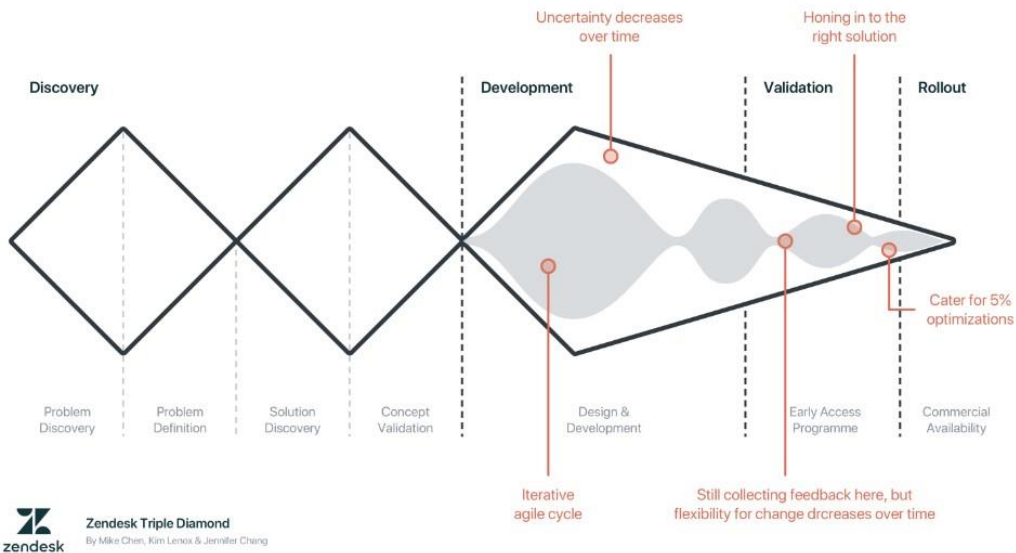 Uncertainty decreases
over time
Honing in to the
right solution
Discovery
Development
Validation
Rollout
Cater for 5%
optimizations
Problem
Discovery
Problem
Definition
Solution
Discovery
Concept
Validation
Design &
Development
Early Access
Programme
Commercial
Availability
Iterative
agile cycle
Still collecting feedback here, but
flexibility for change drcreases over time
zendesk
Zendesk Triple Diamond
By Mike Chen, Kim Lenox & Jennifer Chang